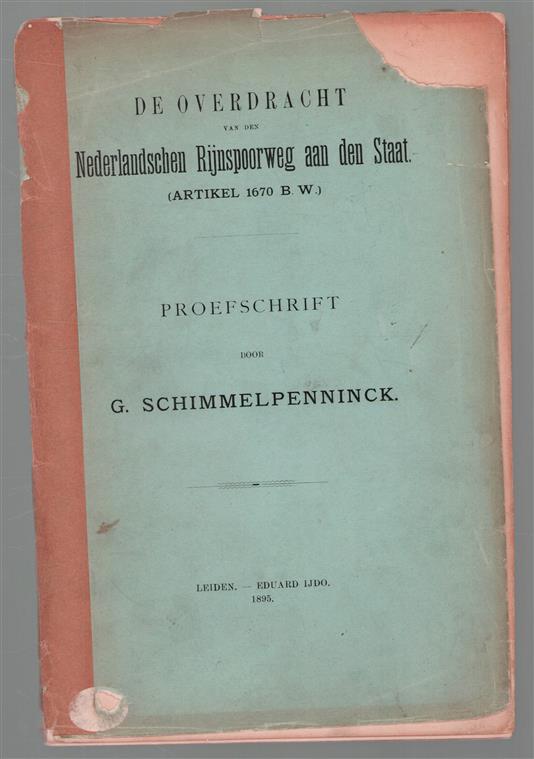 DE OVERDRACHT
VAN DEN
Nederlandschen Rijnspoorweg aan den Staat.
(ARTIKEL 1670 B. W.)
PROEFSCHRIFT
DOOR
G. SCHIMMELPENNINCK.
LEIDEN. — EDUARD IJDO.
1895.